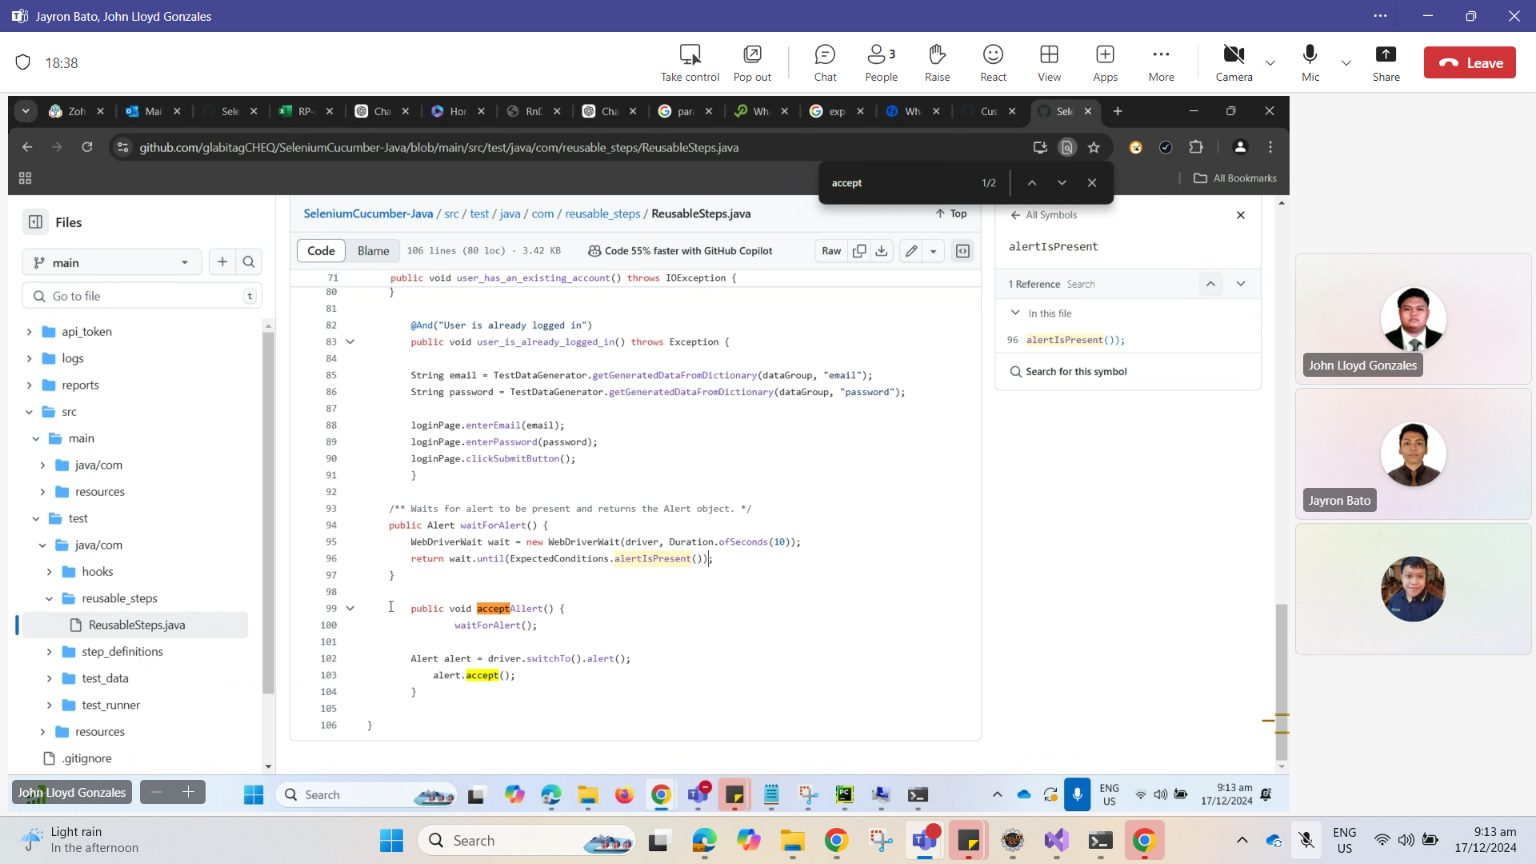 Jayron Bato, John Lloyd Gonzales
18:38
Take control
Pop out
Chat
3
People
Raise
React
View
Apps
More
Camera
Mic
Share
Leave
Zoh
Mai
Sele
RP-
Cha
Hor
RnD
Cha
par
Wh
exp
Wha
Cus
Sele
github.com/glabitagCHEQ/SeleniumCucumber-Java/blob/main/src/test/java/com/reusable_steps/ReusableSteps.java
All Bookmarks
accept
1/2
Files
main
Go to file
t
api_token
logs
reports
src
main
java/com
resources
test
java/com
hooks
reusable_steps
ReusableSteps.java
step_definitions
test_data
test_runner
resources
.gitignore
SeleniumCucumber-Java / src / test / java / com / reusable_steps / ReusableSteps.java
Top
Code
Blame
106 lines (80 loc) · 3.42 KB
Code 55% faster with GitHub Copilot
Raw
71 public void user_has_an_existing_account() throws IOException {
80 }
81
82 @And("User is already logged in")
83 public void user_is_already_logged_in() throws Exception {
84
85 String email = TestDataGenerator.getGeneratedDataFromDictionary(dataGroup, "email");
86 String password = TestDataGenerator.getGeneratedDataFromDictionary(dataGroup, "password");
87
88 loginPage.enterEmail(email);
89 loginPage.enterPassword(password);
90 loginPage.clickSubmitButton();
91 }
92
93 /** Waits for alert to be present and returns the Alert object. */
94 public Alert waitForAlert() {
95 WebDriverWait wait = new WebDriverWait(driver, Duration.ofSeconds(10));
96 return wait.until(ExpectedConditions.alertIsPresent());
97 }
98
99 public void acceptAllert() {
100 waitForAlert();
101
102 Alert alert = driver.switchTo().alert();
103 alert.accept();
104 }
105
106 }
All Symbols
alertIsPresent
1 Reference Search
In this file
96 alertIsPresent());
Search for this symbol
John Lloyd Gonzales
Jayron Bato
John Lloyd Gonzales
Search
ENG
US
9:13 am
17/12/2024
Light rain
In the afternoon
Search
ENG
US
9:13 am
17/12/2024